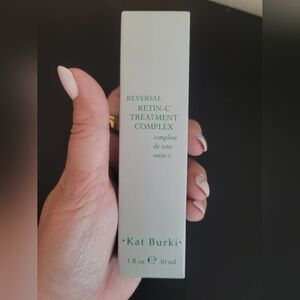 REVERSAL
RETIN-C
TREATMENT
COMPLEX
complexe
de soin
retin-c
• Kat Burki •
1 fl oz ℮ 30 ml